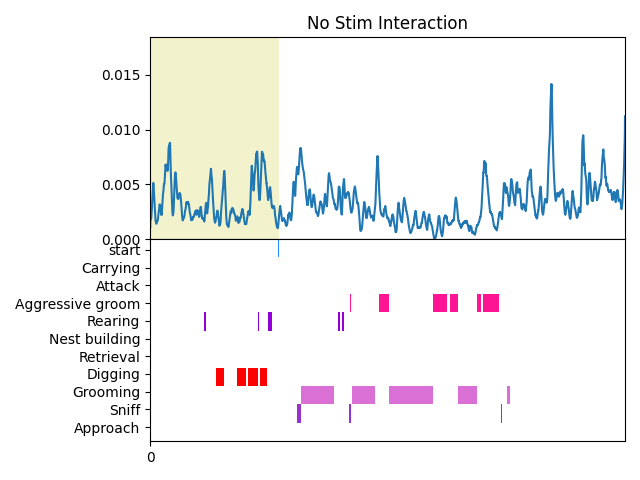 No Stim Interaction
0.015
0.010
0.005
0.000
start
Carrying
Attack
Aggressive groom
Rearing
Nest building
Retrieval
Digging
Grooming
Sniff
Approach
0